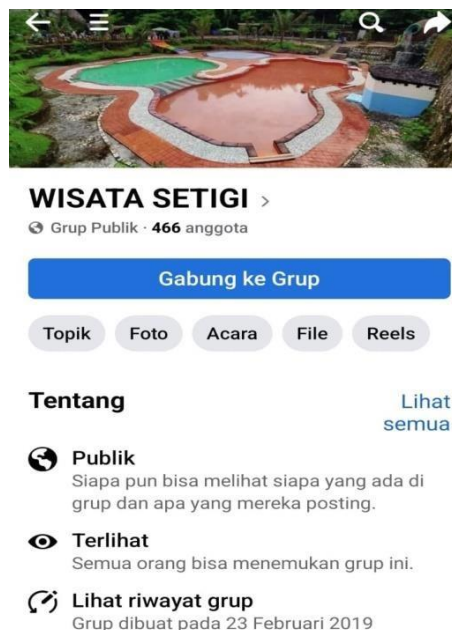 WISATA SETIGI >
Grup Publik · 466 anggota
Gabung ke Grup
Topik Foto Acara File Reels
Tentang
Lihat
semua
Publik
Siapa pun bisa melihat siapa yang ada di
grup dan apa yang mereka posting.
Terlihat
Semua orang bisa menemukan grup ini.
Lihat riwayat grup
Grup dibuat pada 23 Februari 2019